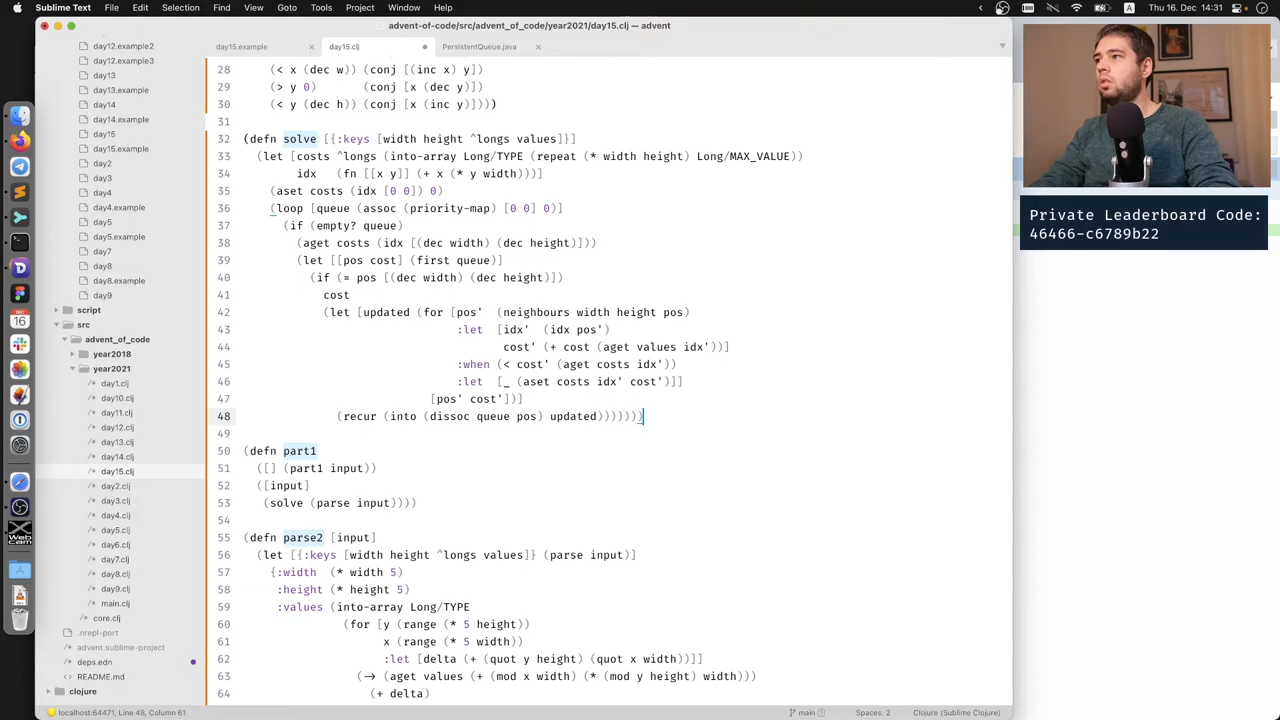 Sublime Text File Edit Selection Find View Goto Tools Project Window Help
Thu 16. Dec 14:31
advent-of-code/src/advent_of_code/year2021/day15.clj — advent
day15.example
day15.clj
PersistentQueue.java
day12.example2
day12.example3
day13
day13.example
day14
day14.example
day15
day15.example
day2
day3
day4
day4.example
day5
day5.example
day7
day8
day8.example
day9
script
src
advent_of_code
year2018
year2021
day1.clj
day10.clj
day11.clj
day12.clj
day13.clj
day14.clj
day15.clj
day2.clj
day3.clj
day4.clj
day5.clj
day6.clj
day7.clj
day8.clj
day9.clj
main.clj
core.clj
.nrepl-port
advent.sublime-project
deps.edn
README.md
clojure
28 (< x (dec w)) (conj [(inc x) y])
29 (> y 0) (conj [x (dec y)])
30 (< y (dec h)) (conj [x (inc y)])))
31
32 (defn solve [{:keys [width height ^longs values]}]
33 (let [costs ^longs (into-array Long/TYPE (repeat (* width height) Long/MAX_VALUE))
34 idx (fn [[x y]] (+ x (* y width)))]
35 (aset costs (idx [0 0]) 0)
36 (loop [queue (assoc (priority-map) [0 0] 0)]
37 (if (empty? queue)
38 (aget costs (idx [(dec width) (dec height)]))
39 (let [[pos cost] (first queue)]
40 (if (= pos [(dec width) (dec height)])
41 cost
42 (let [updated (for [pos' (neighbours width height pos)
43 :let [idx' (idx pos')
44 cost' (+ cost (aget values idx'))]
45 :when (< cost' (aget costs idx'))
46 :let [_ (aset costs idx' cost')]]
47 [pos' cost'])]
48 (recur (into (dissoc queue pos) updated)))))))
49
50 (defn part1
51 ([] (part1 input))
52 ([input]
53 (solve (parse input))))
54
55 (defn parse2 [input]
56 (let [{:keys [width height ^longs values]} (parse input)]
57 {:width (* width 5)
58 :height (* height 5)
59 :values (into-array Long/TYPE
60 (for [y (range (* 5 height))
61 x (range (* 5 width))
62 :let [delta (+ (quot y height) (quot x width))]]
63 (-> (aget values (+ (mod x width) (* (mod y height) width)))
64 (+ delta)
localhost:64471, Line 48, Column 61
main 1
Spaces: 2
Clojure (Sublime Clojure)
Private Leaderboard Code:
46466-c6789b22
DEC
16
Web
Cam